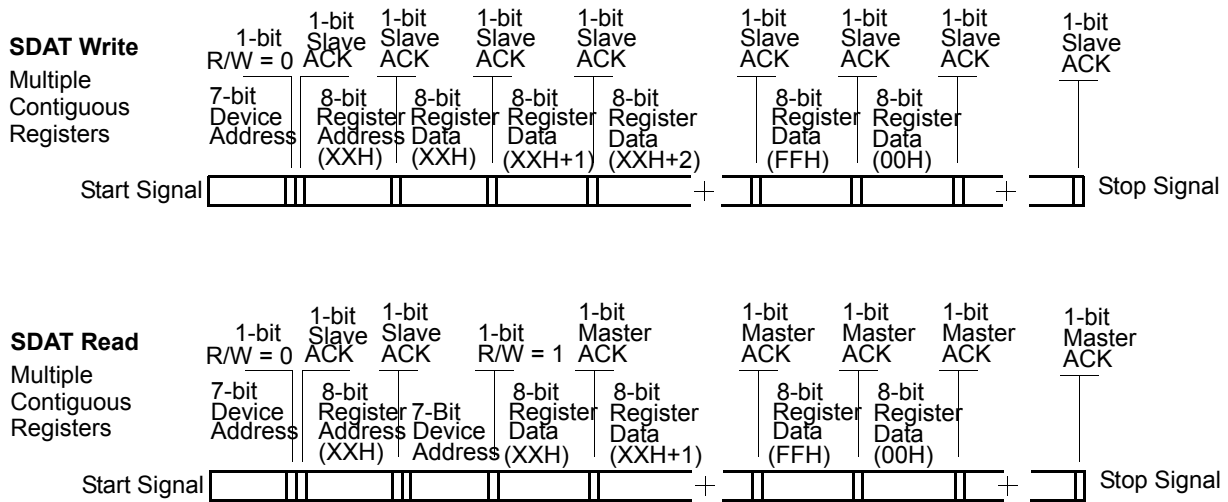 SDAT Write
Multiple
Contiguous
Registers
1-bit
R/W = 0
1-bit
Slave
ACK
1-bit
Slave
ACK
1-bit
Slave
ACK
1-bit
Slave
ACK
1-bit
Slave
ACK
1-bit
Slave
ACK
1-bit
Slave
ACK
1-bit
Slave
ACK
7-bit
Device
Address
8-bit
Register
Address
(XXH)
8-bit
Register
Data
(XXH)
8-bit
Register
Data
(XXH+1)
8-bit
Register
Data
(XXH+2)
8-bit
Register
Data
(FFH)
8-bit
Register
Data
(00H)
Start Signal
Stop Signal
SDAT Read
Multiple
Contiguous
Registers
1-bit
R/W = 0
1-bit
Slave
ACK
1-bit
Slave
ACK
1-bit
R/W = 1
1-bit
Master
ACK
1-bit
Master
ACK
1-bit
Master
ACK
1-bit
Master
ACK
1-bit
Master
ACK
7-bit
Device
Address
8-bit
Register
Address
(XXH)
7-Bit
Device
Address
8-bit
Register
Data
(XXH)
8-bit
Register
Data
(XXH+1)
8-bit
Register
Data
(FFH)
8-bit
Register
Data
(00H)
Start Signal
Stop Signal